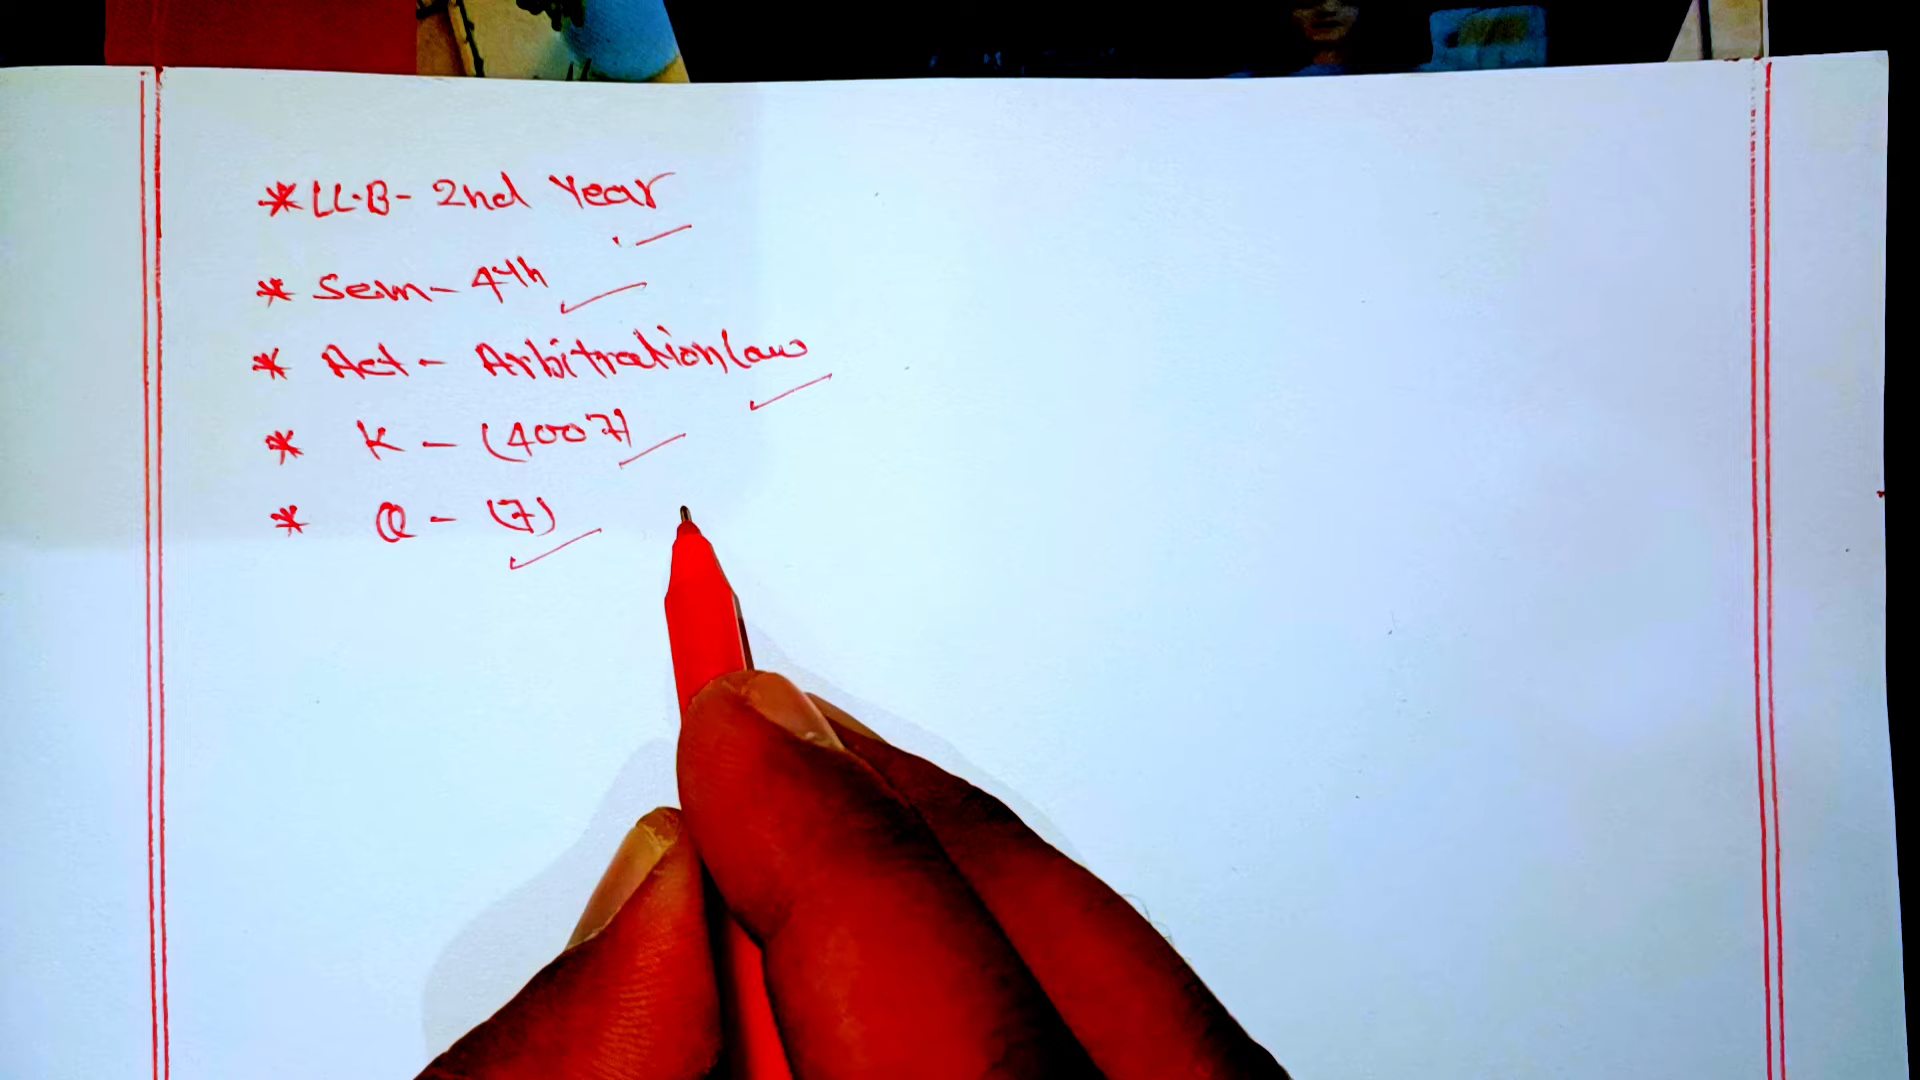 * LL.B- 2nd Year
* Sem- 4th
* Act- Arbitration law
* K - (4007)
* Q - (7)